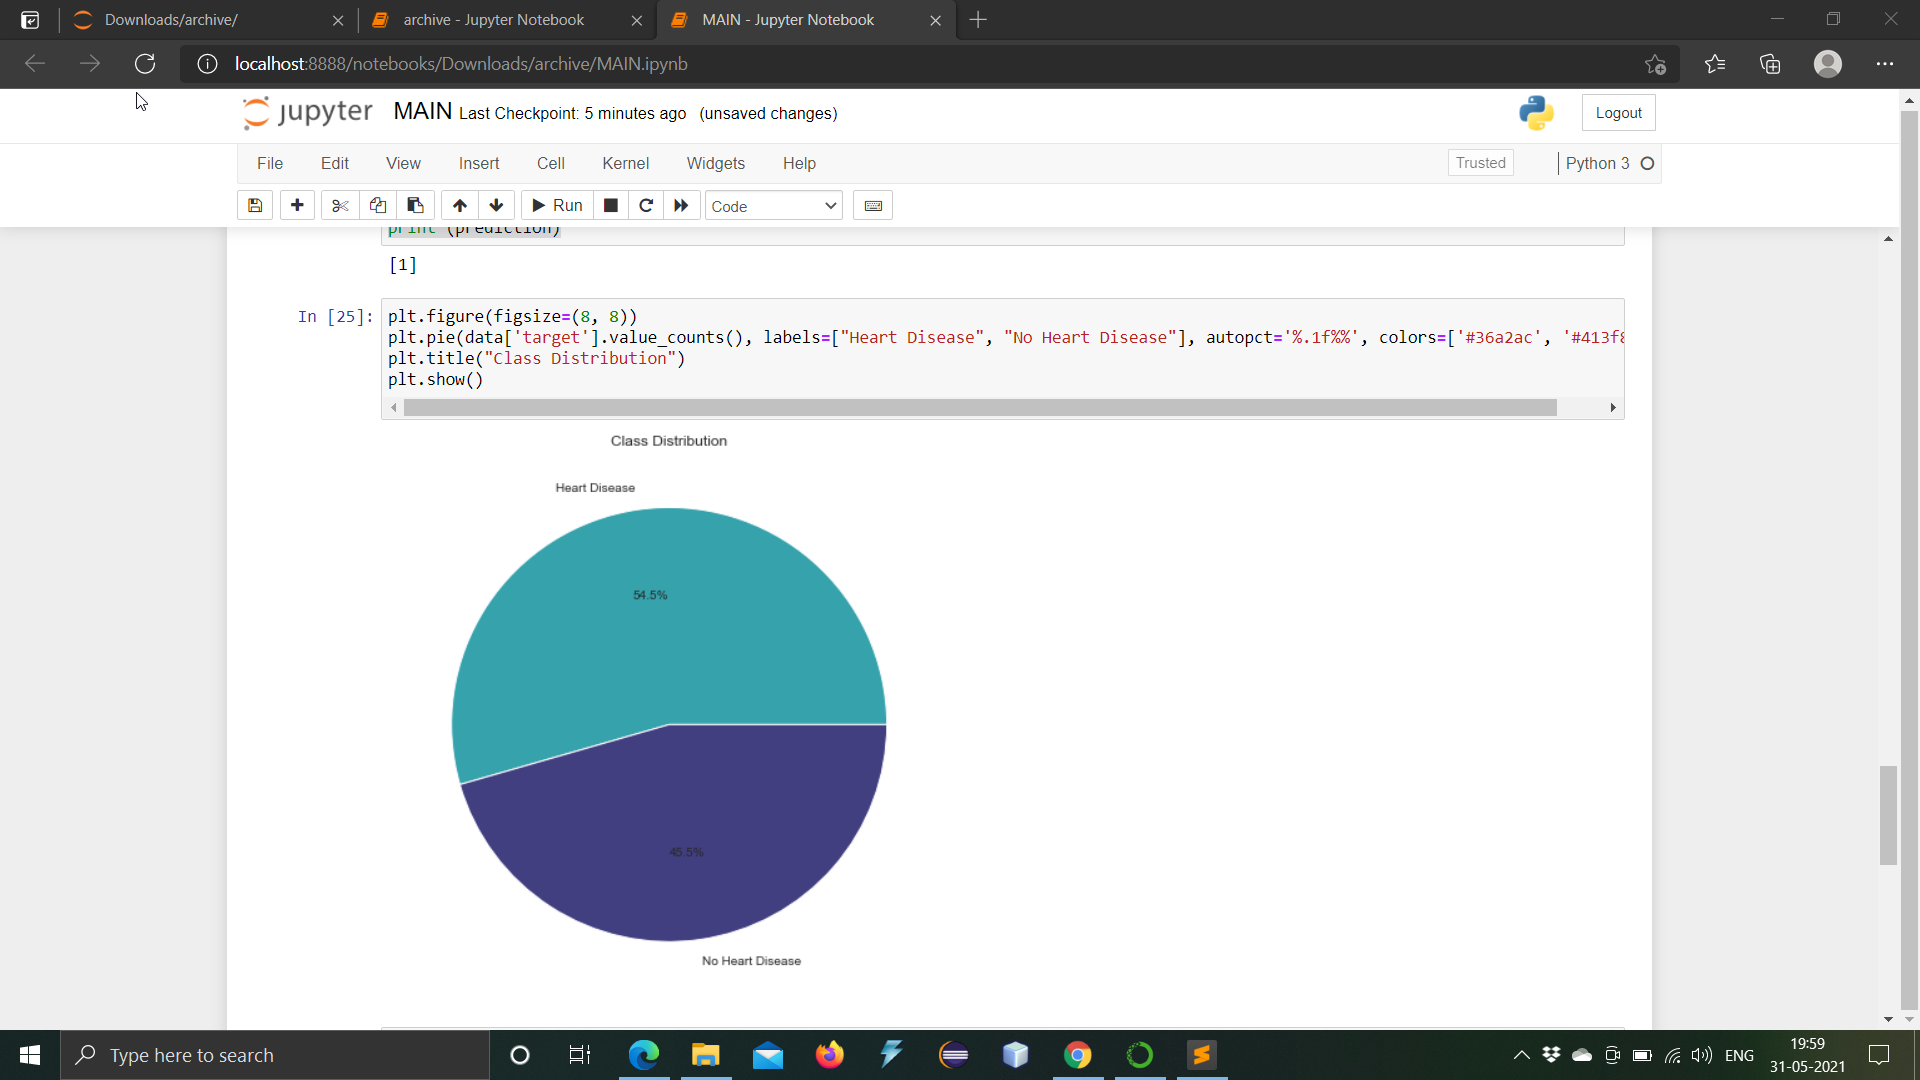 Downloads/archive/
archive - Jupyter Notebook
MAIN - Jupyter Notebook
localhost:8888/notebooks/Downloads/archive/MAIN.ipynb
jupyter MAIN Last Checkpoint: 5 minutes ago (unsaved changes)
Logout
File Edit View Insert Cell Kernel Widgets Help
Trusted
Python 3
Run
Code
print (prediction)
[1]
In [25]:
plt.figure(figsize=(8, 8))
plt.pie(data['target'].value_counts(), labels=["Heart Disease", "No Heart Disease"], autopct='%.1f%%', colors=['#36a2ac', '#413f8
plt.title("Class Distribution")
plt.show()
Class Distribution
Heart Disease
54.5%
45.5%
No Heart Disease
Type here to search
ENG
19:59
31-05-2021